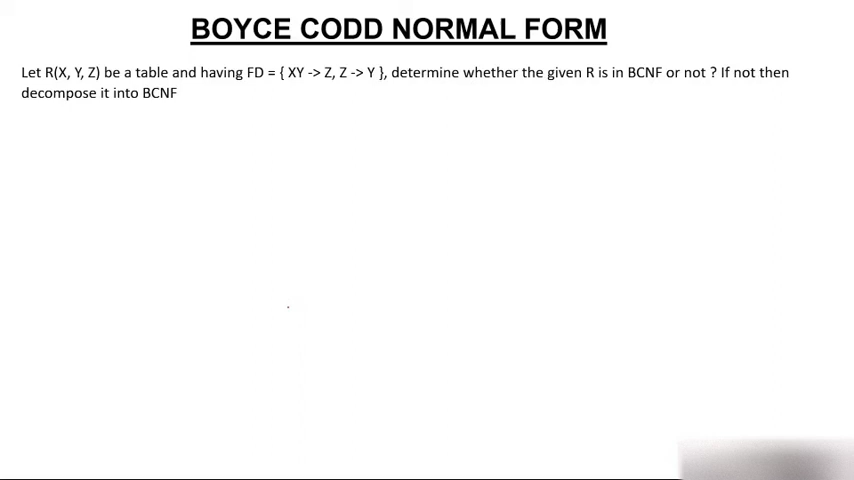 BOYCE CODD NORMAL FORM
Let R(X, Y, Z) be a table and having FD = { XY -> Z, Z -> Y }, determine whether the given R is in BCNF or not ? If not then
decompose it into BCNF